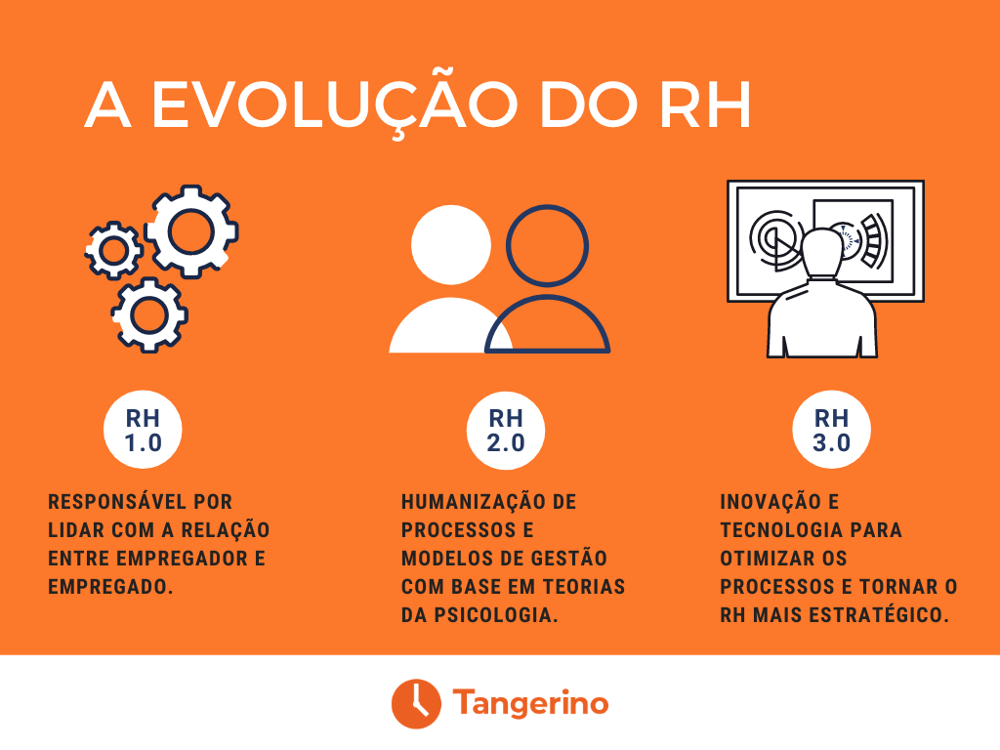 A EVOLUÇÃO DO RH
RH
1.0
RESPONSÁVEL POR
LIDAR COM A RELAÇÃO
ENTRE EMPREGADOR E
EMPREGADO.
RH
2.0
HUMANIZAÇÃO DE
PROCESSOS E
MODELOS DE GESTÃO
COM BASE EM TEORIAS
DA PSICOLOGIA.
RH
3.0
INOVAÇÃO E
TECNOLOGIA PARA
OTIMIZAR OS
PROCESSOS E TORNAR O
RH MAIS ESTRATÉGICO.
Tangerino